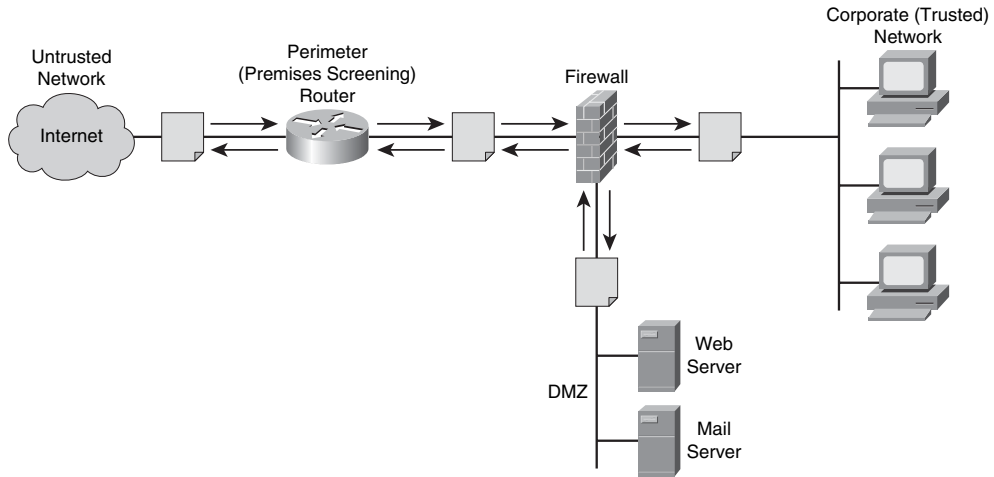 Untrusted
Network
Internet
Perimeter
(Premises Screening)
Router
Firewall
Corporate (Trusted)
Network
Web
Server
DMZ
Mail
Server